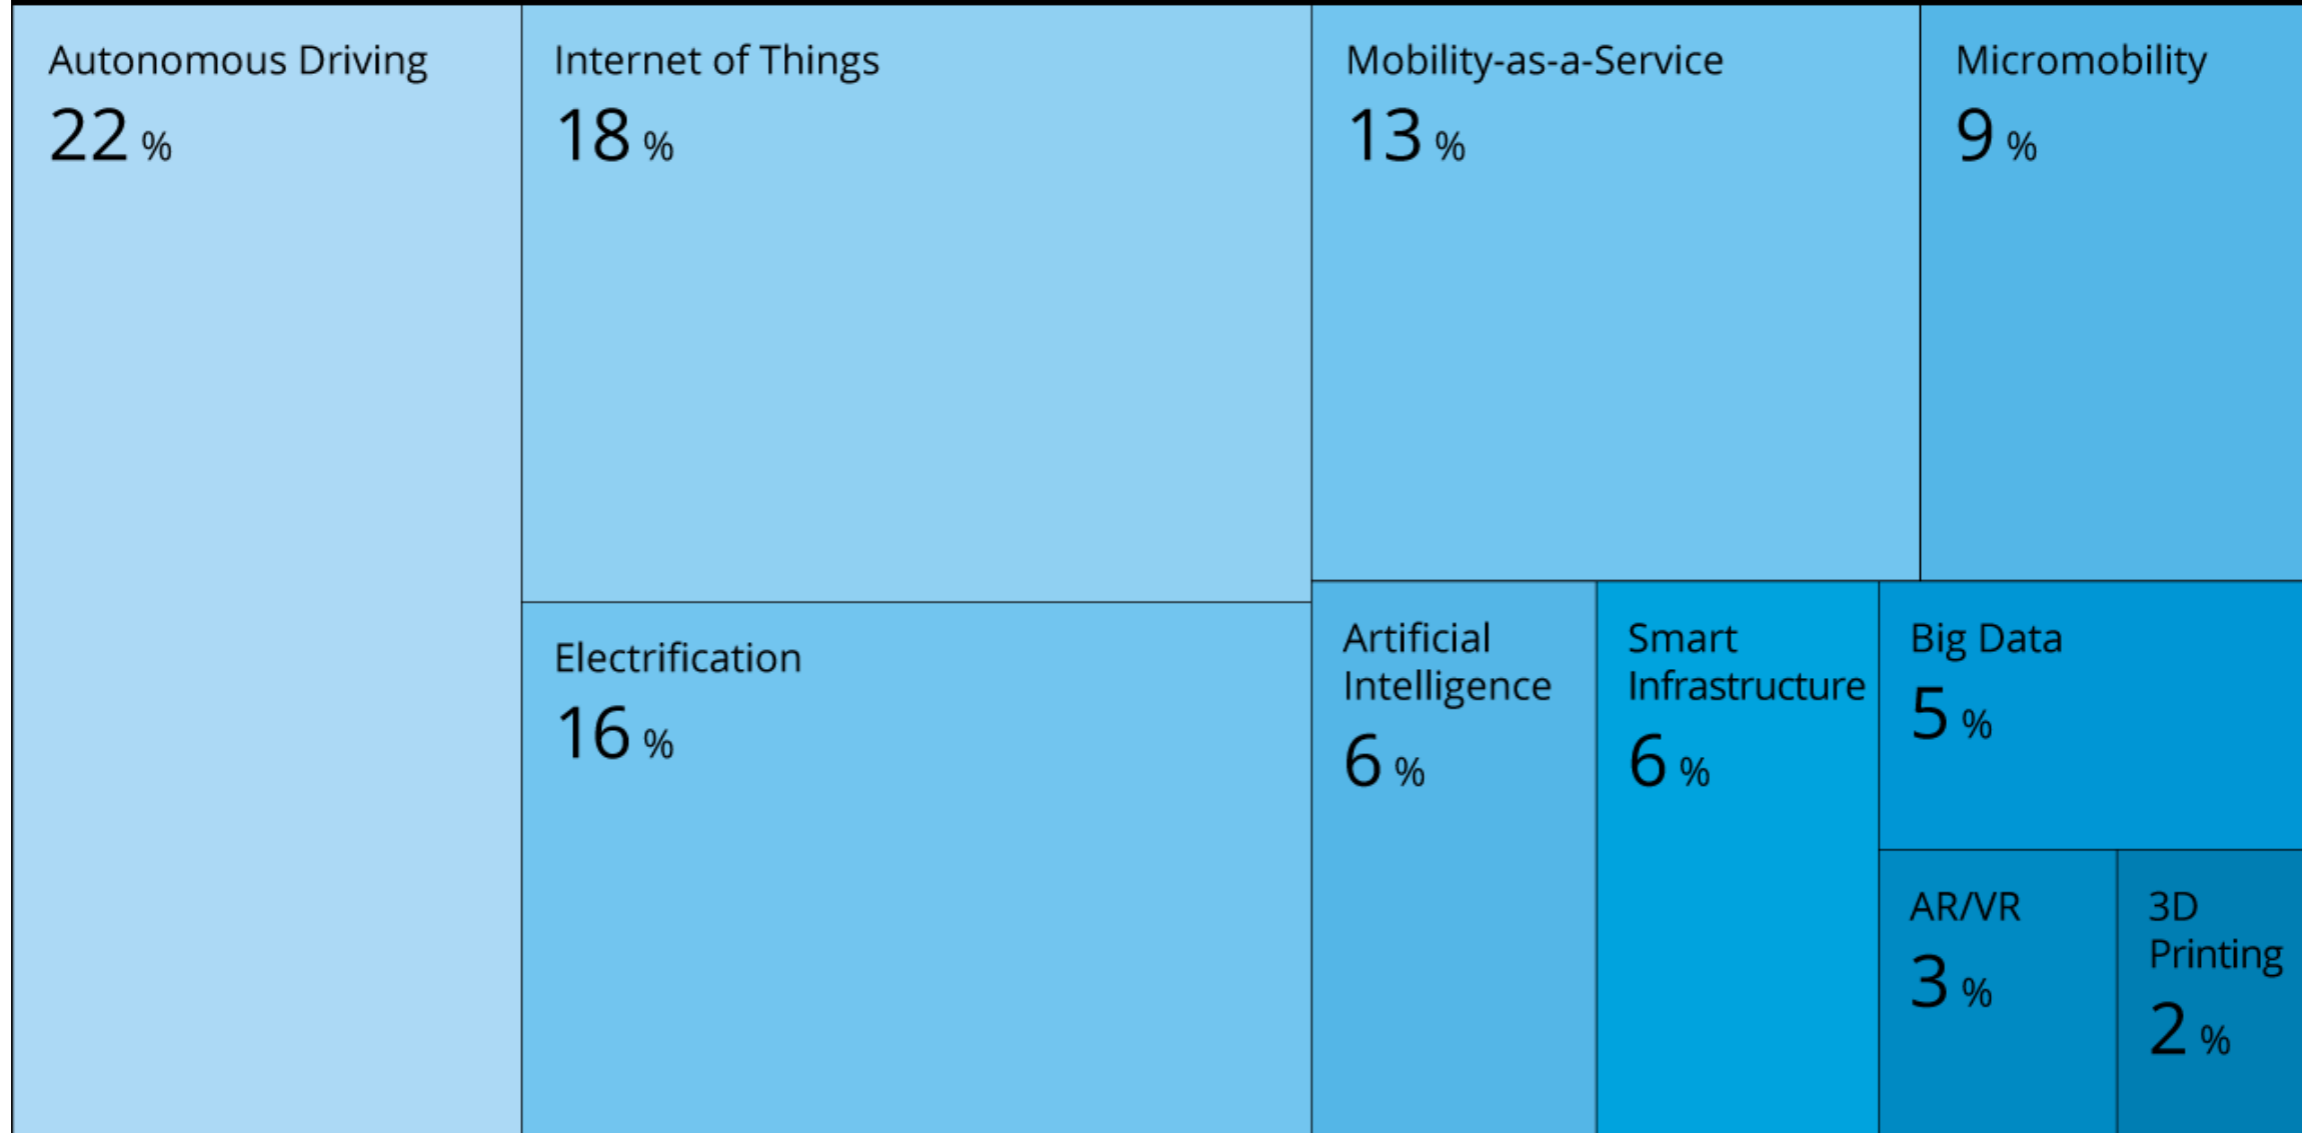 Autonomous Driving
22 %
Internet of Things
18 %
Mobility-as-a-Service
13 %
Micromobility
9 %
Electrification
16 %
Artificial
Intelligence
6 %
Smart
Infrastructure
6 %
Big Data
5 %
AR/VR
3 %
3D
Printing
2 %